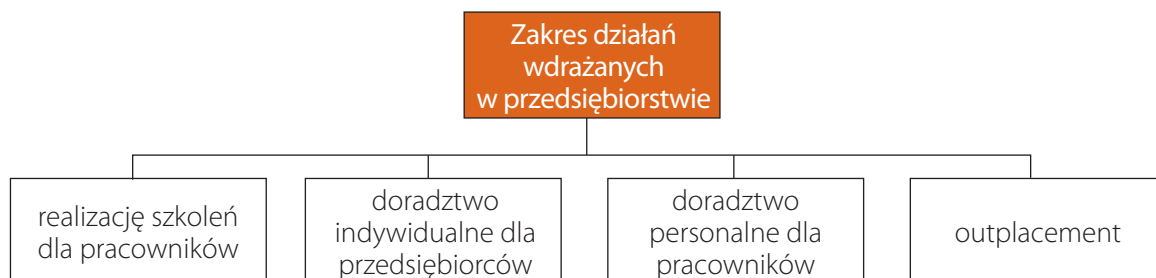 Zakres działań
wdrażanych
w przedsiębiorstwie
realizację szkoleń
dla pracowników
doradztwo
indywidualne dla
przedsiębiorców
doradztwo
personalne dla
pracowników
outplacement